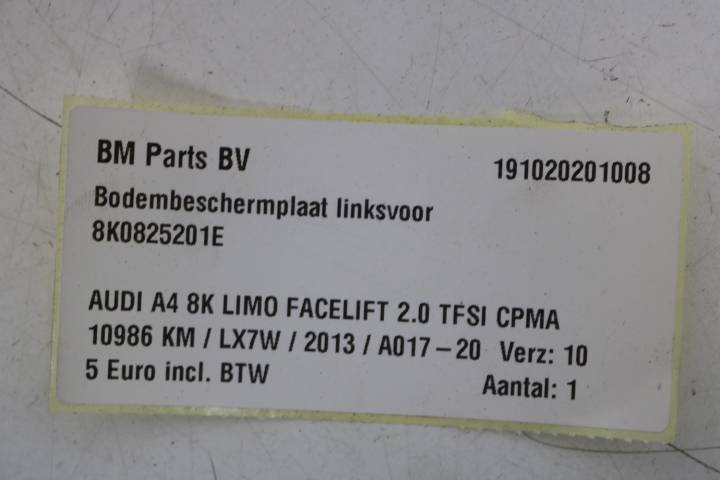 BM Parts BV 191020201008
Bodembeschermplaat linksvoor
8K0825201E
AUDI A4 8K LIMO FACELIFT 2.0 TFSI CPMA
10986 KM / LX7W / 2013 / A017-20 Verz: 10
5 Euro incl. BTW Aantal: 1